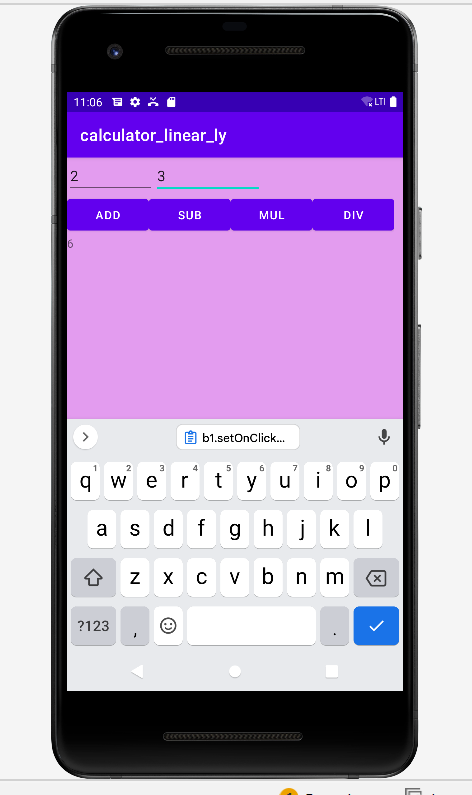 11:06 LTE
calculator_linear_ly
2 3
ADD SUB MUL DIV
6
b1.setOnClick...
1 2 3 4 5 6 7 8 9 0
q w e r t y u i o p
a s d f g h j k l
z x c v b n m
?123 , .